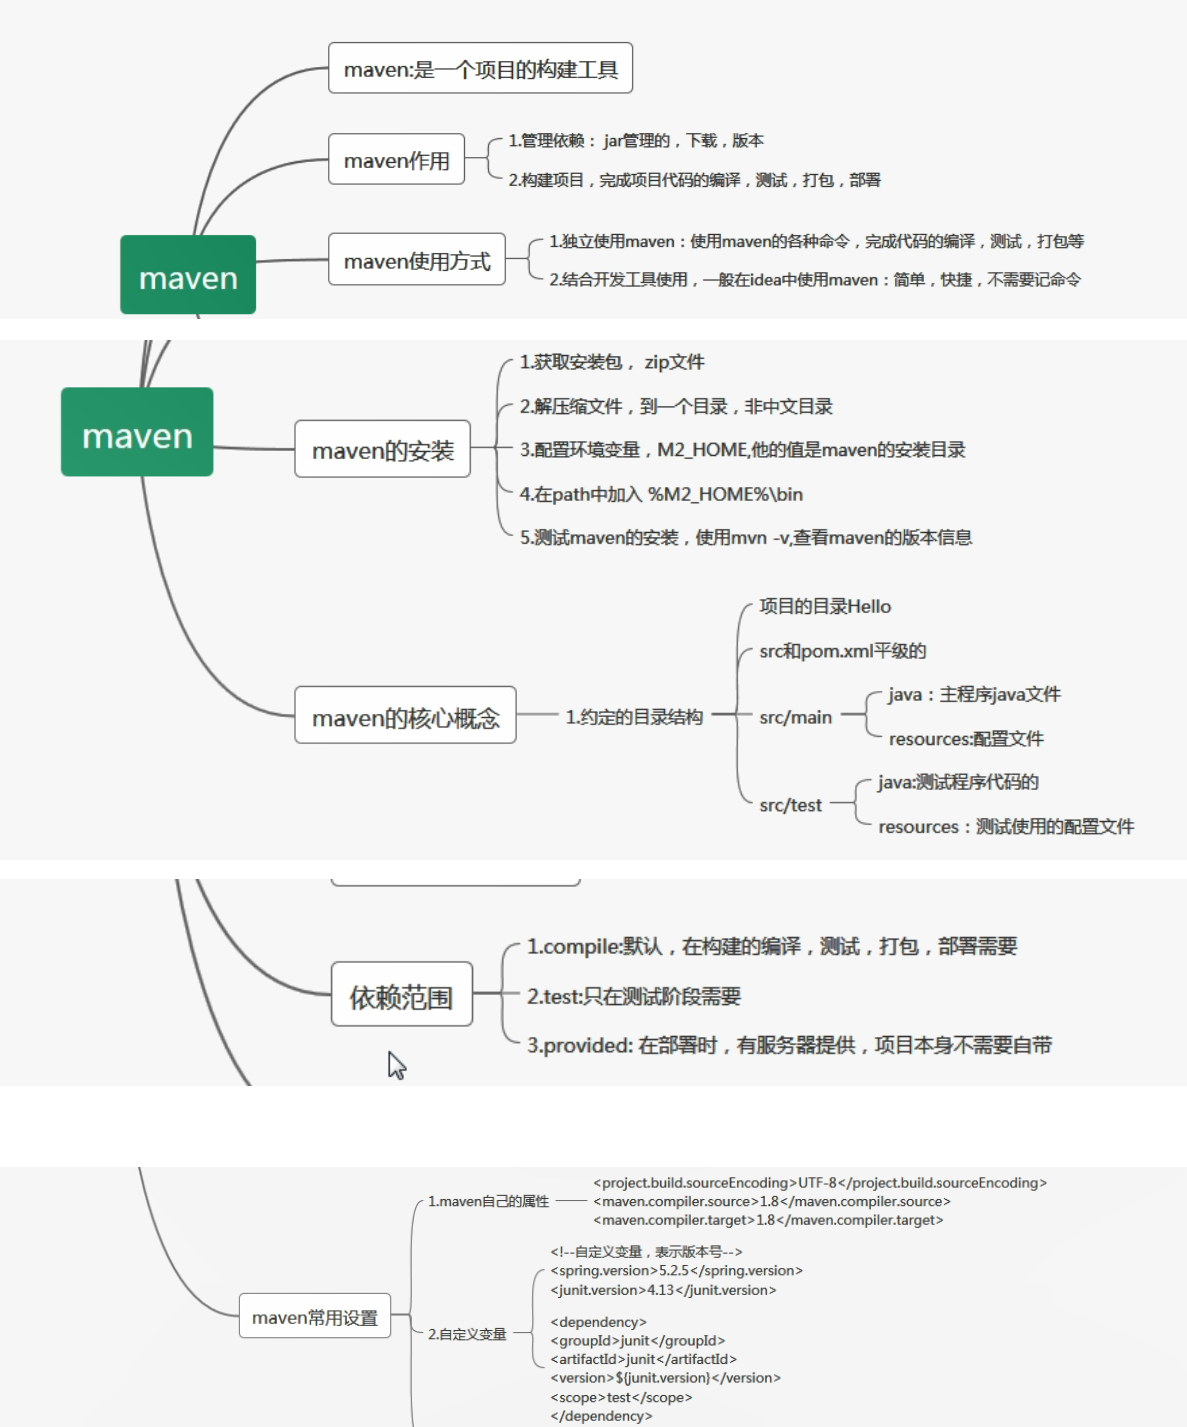 maven:是一个项目的构建工具
maven作用
1.管理依赖： jar管理的，下载，版本
2.构建项目，完成项目代码的编译，测试，打包，部署
maven
maven使用方式
1.独立使用maven：使用maven的各种命令，完成代码的编译，测试，打包等
2.结合开发工具使用，一般在idea中使用maven：简单，快捷，不需要记命令
maven
maven的安装
1.获取安装包， zip文件
2.解压缩文件，到一个目录，非中文目录
3.配置环境变量，M2_HOME,他的值是maven的安装目录
4.在path中加入 %M2_HOME%\bin
5.测试maven的安装，使用mvn -v,查看maven的版本信息
maven的核心概念
1.约定的目录结构
项目的目录Hello
src和pom.xml平级的
src/main
java：主程序java文件
resources:配置文件
src/test
java:测试程序代码的
resources：测试使用的配置文件
依赖范围
1.compile:默认，在构建的编译，测试，打包，部署需要
2.test:只在测试阶段需要
3.provided: 在部署时，有服务器提供，项目本身不需要自带
maven常用设置
1.maven自己的属性
<project.build.sourceEncoding>UTF-8</project.build.sourceEncoding>
<maven.compiler.source>1.8</maven.compiler.source>
<maven.compiler.target>1.8</maven.compiler.target>
2.自定义变量
<!--自定义变量，表示版本号-->
<spring.version>5.2.5</spring.version>
<junit.version>4.13</junit.version>
<dependency>
<groupId>junit</groupId>
<artifactId>junit</artifactId>
<version>${junit.version}</version>
<scope>test</scope>
</dependency>